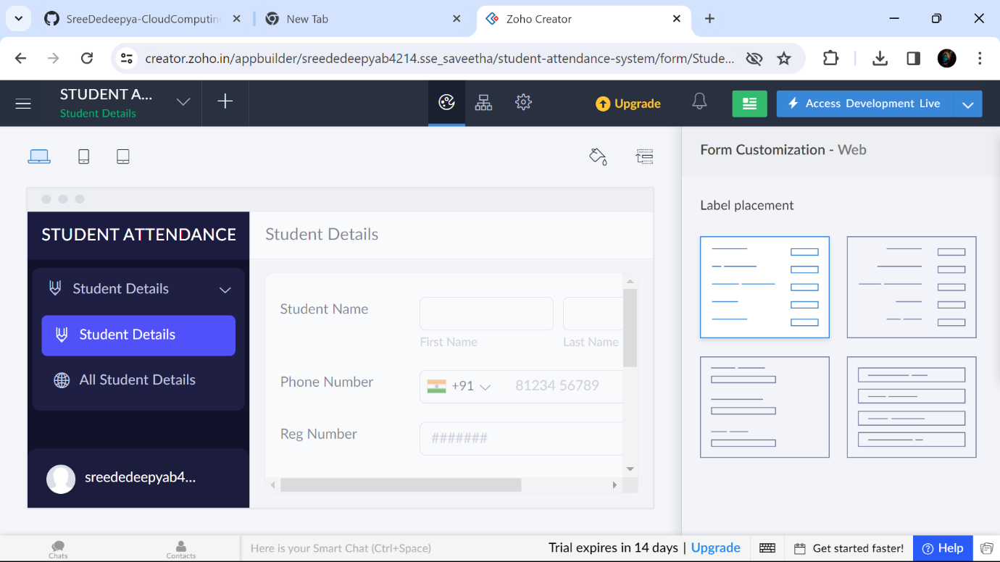 SreeDedeepya-CloudComputin
New Tab
Zoho Creator
creator.zoho.in/appbuilder/sreededeepyab4214.sse_saveetha/student-attendance-system/form/Stude...
STUDENT A...
Student Details
Upgrade
Access Development Live
Form Customization - Web
Label placement
STUDENT ATTENDANCE
Student Details
Student Details
All Student Details
sreededeepyab4...
Student Details
Student Name
First Name
Last Name
Phone Number
+91
81234 56789
Reg Number
#######
Chats
Contacts
Here is your Smart Chat (Ctrl+Space)
Trial expires in 14 days | Upgrade
Get started faster!
Help